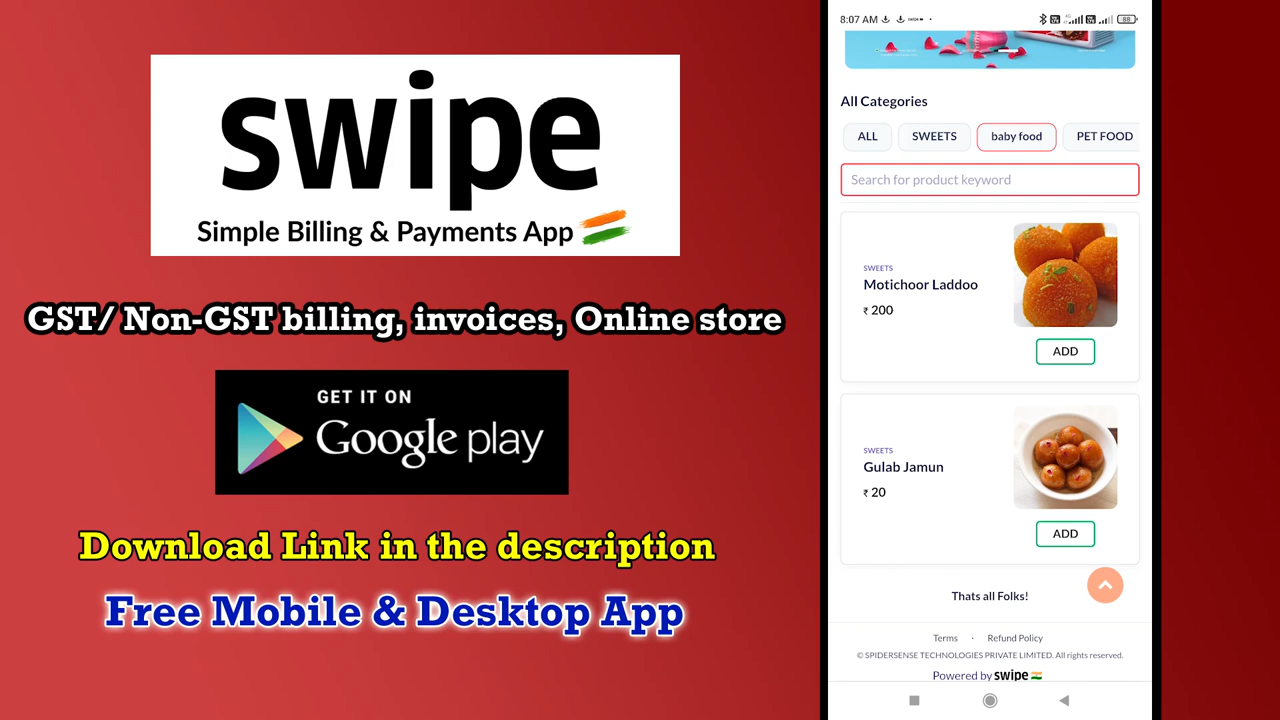 swipe
Simple Billing & Payments App
GST/ Non-GST billing, invoices, Online store
GET IT ON
Google play
Download Link in the description
Free Mobile & Desktop App
8:07 AM
88
All Categories
ALL
SWEETS
baby food
PET FOOD
Search for product keyword
SWEETS
Motichoor Laddoo
₹ 200
ADD
SWEETS
Gulab Jamun
₹ 20
ADD
Thats all Folks!
Terms · Refund Policy
© SPIDERSENSE TECHNOLOGIES PRIVATE LIMITED. All rights reserved.
Powered by swipe